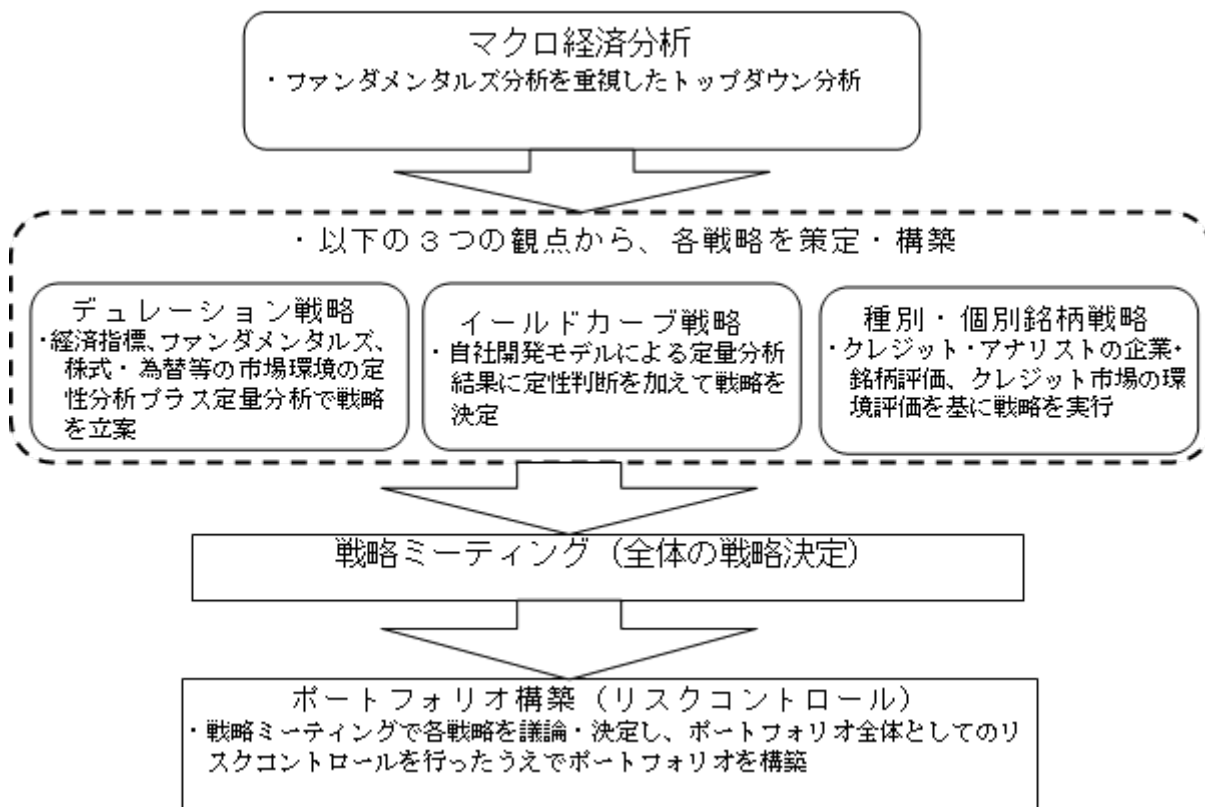 マクロ経済分析
・ファンダメンタルズ分析を重視したトップダウン分析
・以下の３つの観点から、各戦略を策定・構築
デュレーション戦略
・経済指標、ファンダメンタルズ、
株式・為替等の市場環境の定
性分析プラス定量分析で戦略
を立案
イールドカーブ戦略
・自社開発モデルによる定量分析
結果に定性判断を加えて戦略を
決定
種別・個別銘柄戦略
・クレジット・アナリストの企業・
銘柄評価、クレジット市場の環
境評価を基に戦略を実行
戦略ミーティング（全体の戦略決定）
ポートフォリオ構築（リスクコントロール）
・戦略ミーティングで各戦略を議論・決定し、ポートフォリオ全体としてのリ
スクコントロールを行ったうえでポートフォリオを構築